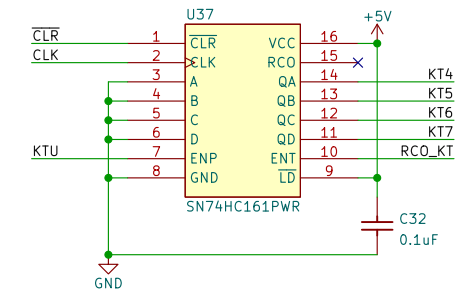 U37
+5V
CLR 1 CLR VCC 16
CLK 2 CLK RCO 15
3 A QA 14 KT4
4 B QB 13 KT5
5 C QC 12 KT6
6 D QD 11 KT7
KTU 7 ENP ENT 10 RCO_KT
8 GND LD 9
SN74HC161PWR
C32
0.1uF
GND